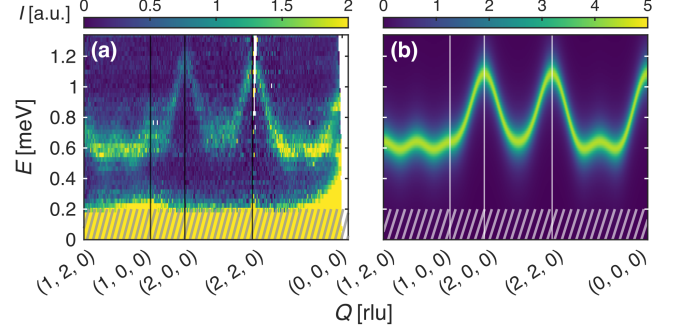 I [a.u.] 0 0.5 1 1.5 2 0 1 2 3 4 5
(a) (b)
1.2
1
0.8
0.6
0.4
0.2
0
E [meV]
(1, 2, 0) (1, 0, 0) (2, 0, 0) (2, 2, 0) (0, 0, 0) (1, 2, 0) (1, 0, 0) (2, 0, 0) (2, 2, 0) (0, 0, 0)
Q [rlu]